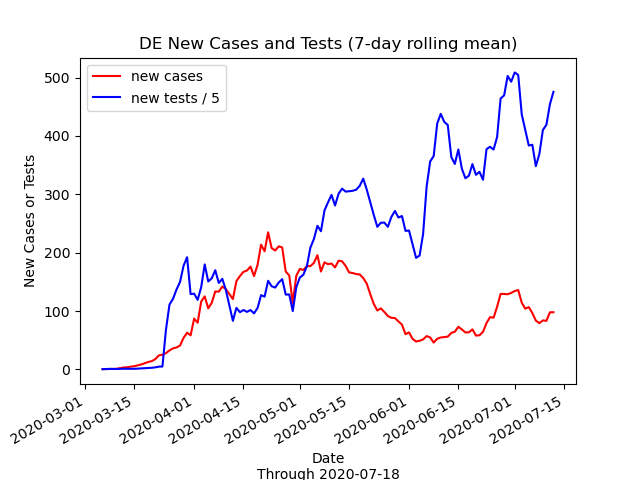 DE New Cases and Tests (7-day rolling mean)
new cases
new tests / 5
500
400
300
200
100
0
New Cases or Tests
2020-03-01
2020-03-15
2020-04-01
2020-04-15
2020-05-01
2020-05-15
2020-06-01
2020-06-15
2020-07-01
2020-07-15
Date
Through 2020-07-18